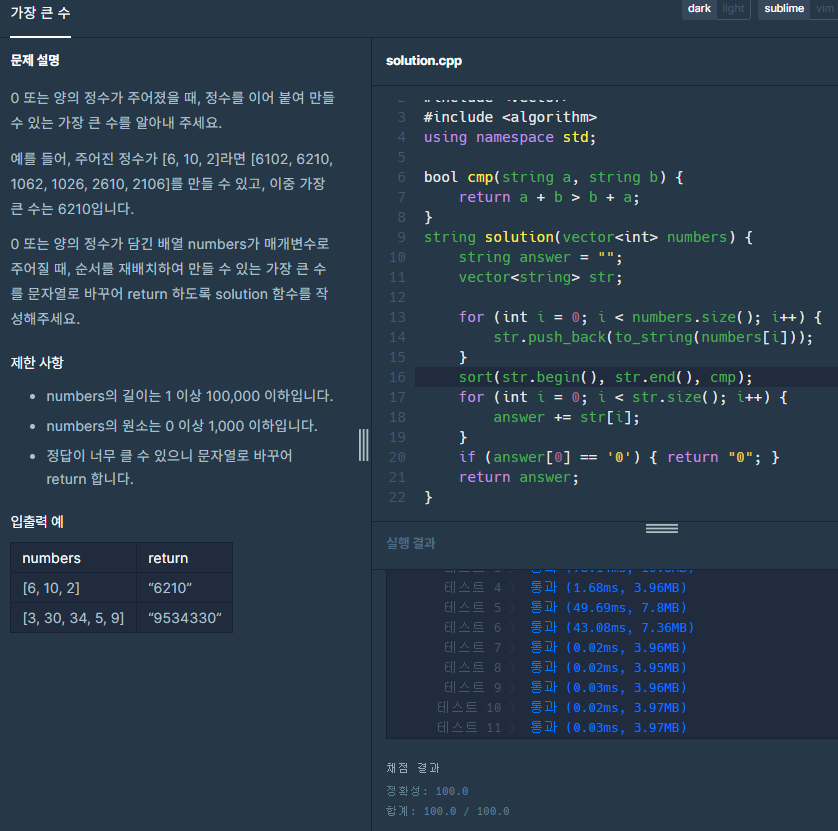 가장 큰 수
dark light sublime vim
문제 설명
0 또는 양의 정수가 주어졌을 때, 정수를 이어 붙여 만들
수 있는 가장 큰 수를 알아내 주세요.
예를 들어, 주어진 정수가 [6, 10, 2]라면 [6102, 6210,
1062, 1026, 2610, 2106]를 만들 수 있고, 이중 가장
큰 수는 6210입니다.
0 또는 양의 정수가 담긴 배열 numbers가 매개변수로
주어질 때, 순서를 재배치하여 만들 수 있는 가장 큰 수
를 문자열로 바꾸어 return 하도록 solution 함수를 작
성해주세요.
제한 사항
• numbers의 길이는 1 이상 100,000 이하입니다.
• numbers의 원소는 0 이상 1,000 이하입니다.
• 정답이 너무 클 수 있으니 문자열로 바꾸어
return 합니다.
입출력 예
numbers return
[6, 10, 2] “6210”
[3, 30, 34, 5, 9] “9534330”
solution.cpp
2 #include <vector>
3 #include <algorithm>
4 using namespace std;
5
6 bool cmp(string a, string b) {
7     return a + b > b + a;
8 }
9 string solution(vector<int> numbers) {
10     string answer = "";
11     vector<string> str;
12
13     for (int i = 0; i < numbers.size(); i++) {
14         str.push_back(to_string(numbers[i]));
15     }
16     sort(str.begin(), str.end(), cmp);
17     for (int i = 0; i < str.size(); i++) {
18         answer += str[i];
19     }
20     if (answer[0] == '0') { return "0"; }
21     return answer;
22 }
실행 결과
테스트 4 〉 통과 (1.68ms, 3.96MB)
테스트 5 〉 통과 (49.69ms, 7.8MB)
테스트 6 〉 통과 (43.08ms, 7.36MB)
테스트 7 〉 통과 (0.02ms, 3.96MB)
테스트 8 〉 통과 (0.02ms, 3.95MB)
테스트 9 〉 통과 (0.03ms, 3.96MB)
테스트 10 〉 통과 (0.02ms, 3.97MB)
테스트 11 〉 통과 (0.03ms, 3.97MB)
채점 결과
정확성: 100.0
합계: 100.0 / 100.0